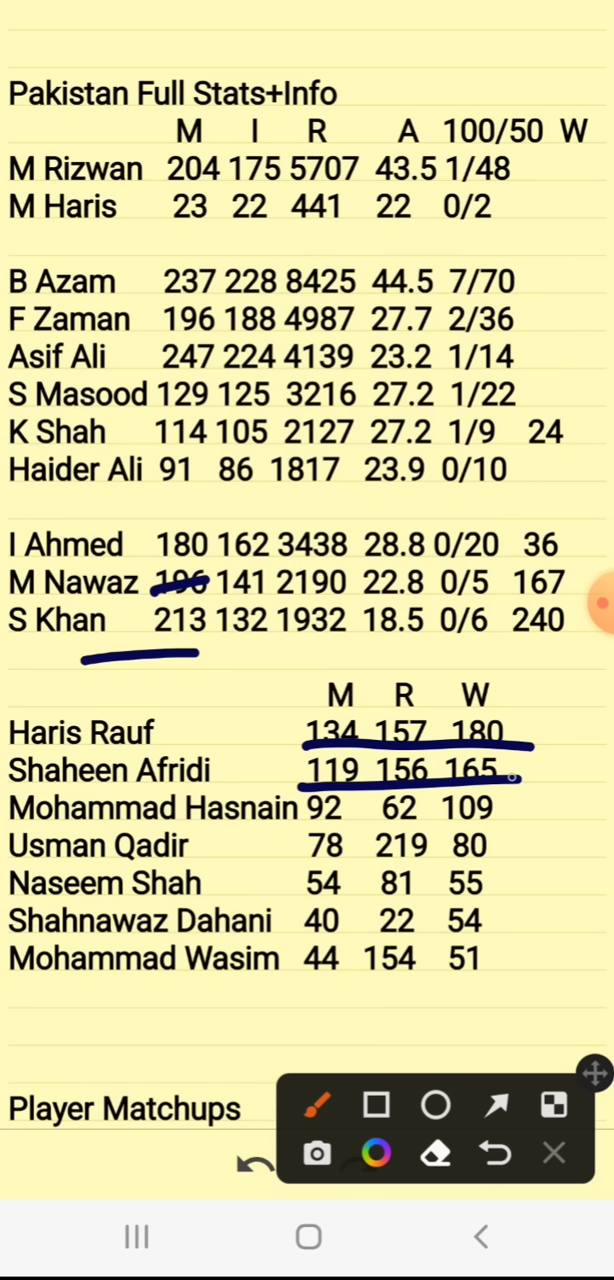 Pakistan Full Stats+Info
M I R A 100/50 W
M Rizwan 204 175 5707 43.5 1/48
M Haris 23 22 441 22 0/2
B Azam 237 228 8425 44.5 7/70
F Zaman 196 188 4987 27.7 2/36
Asif Ali 247 224 4139 23.2 1/14
S Masood 129 125 3216 27.2 1/22
K Shah 114 105 2127 27.2 1/9 24
Haider Ali 91 86 1817 23.9 0/10
I Ahmed 180 162 3438 28.8 0/20 36
M Nawaz 196 141 2190 22.8 0/5 167
S Khan 213 132 1932 18.5 0/6 240
M R W
Haris Rauf 134 157 180
Shaheen Afridi 119 156 165
Mohammad Hasnain 92 62 109
Usman Qadir 78 219 80
Naseem Shah 54 81 55
Shahnawaz Dahani 40 22 54
Mohammad Wasim 44 154 51
Player Matchups